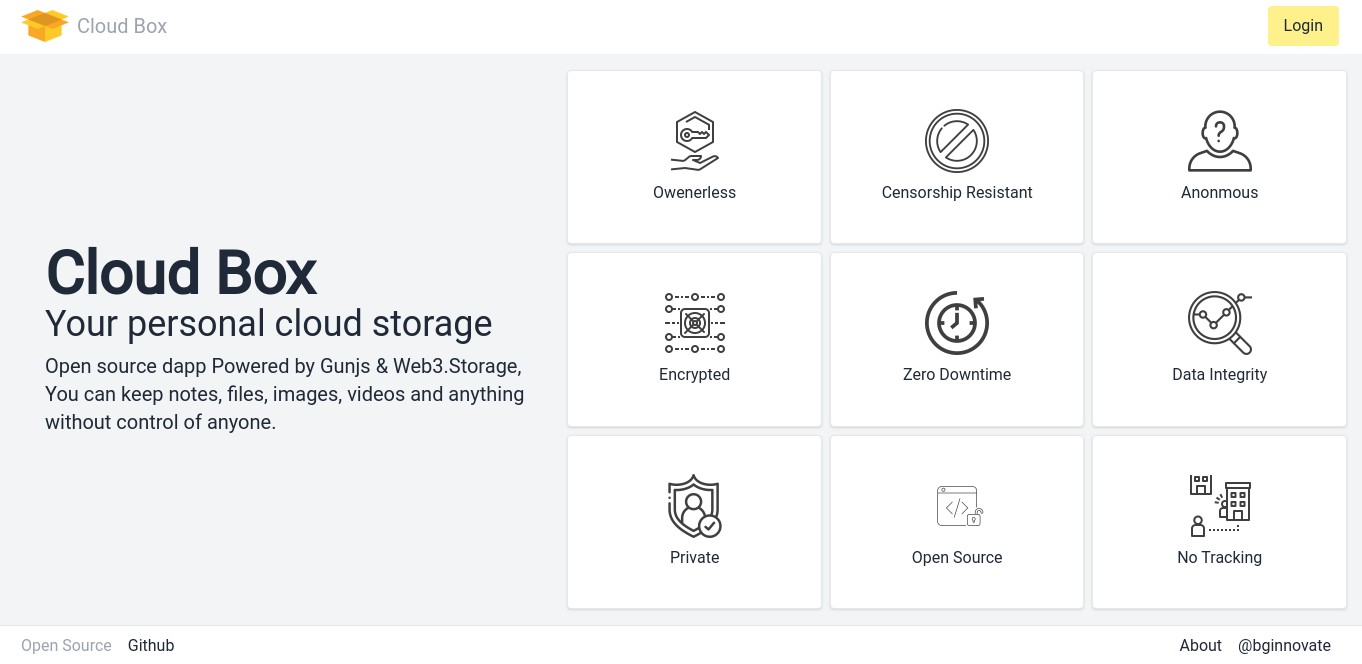 Cloud Box
Login
Cloud Box
Your personal cloud storage
Open source dapp Powered by Gunjs & Web3.Storage,
You can keep notes, files, images, videos and anything
without control of anyone.
Owenerless
Censorship Resistant
Anonmous
Encrypted
Zero Downtime
Data Integrity
Private
Open Source
No Tracking
Open Source Github
About @bginnovate